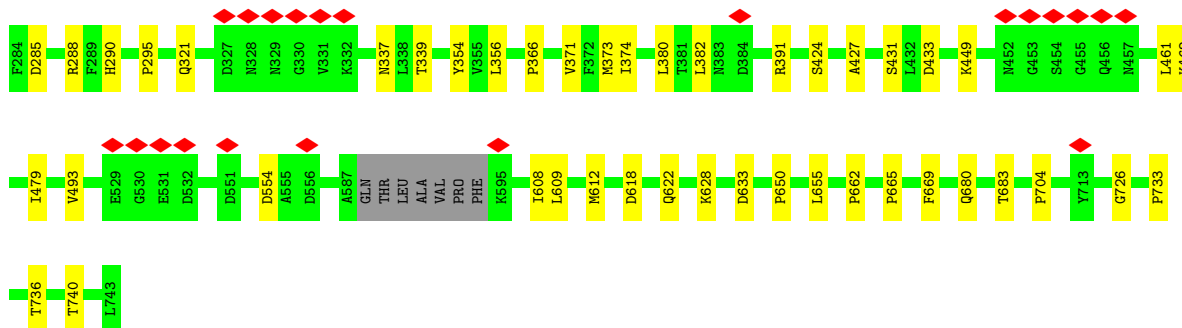 F284 D285 R288 F289 H290 P295 Q321 D327 N328 N329 G330 V331 K332 N337 L338 T339 Y354 V355 L356 P366 V371 F372 M373 I374 L380 T381 L382 N383 D384 R391 S424 A427 S431 L432 D433 K449 N452 G453 S454 G455 Q456 N457 L461
I479 V493 E529 G530 E531 D532 D551 D554 A555 D556 A587 GLN THR LEU ALA VAL PRO PHE K595 I608 L609 M612 D618 Q622 K628 D633 P650 L655 P662 P665 F669 Q680 T683 P704 Y713 G726 P733
T736 T740 L743